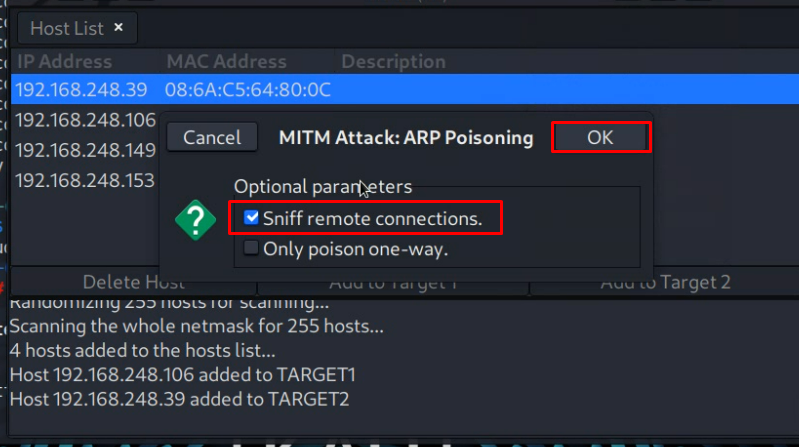 Host List ×
IP Address MAC Address Description
192.168.248.39 08:6A:C5:64:80:0C
192.168.248.106
192.168.248.149
192.168.248.153
Cancel MITM Attack: ARP Poisoning OK
Optional parameters
Sniff remote connections.
Only poison one-way.
Delete Host Add to Target 1 Add to Target 2
Randomizing 255 hosts for scanning...
Scanning the whole netmask for 255 hosts...
4 hosts added to the hosts list...
Host 192.168.248.106 added to TARGET1
Host 192.168.248.39 added to TARGET2